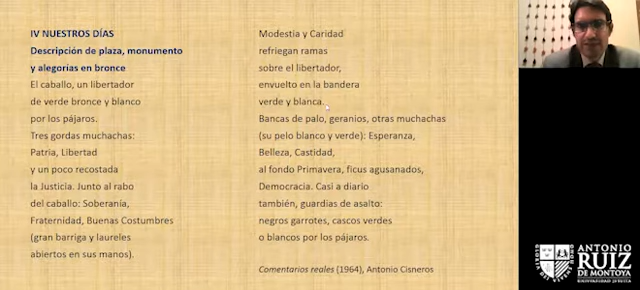 IV NUESTROS DÍAS
Descripción de plaza, monumento
y alegorías en bronce
El caballo, un libertador
de verde bronce y blanco
por los pájaros.
Tres gordas muchachas:
Patria, Libertad
y un poco recostada
la Justicia. Junto al rabo
del caballo: Soberanía,
Fraternidad, Buenas Costumbres
(gran barriga y laureles
abiertos en sus manos).
Modestia y Caridad
refriegan ramas
sobre el libertador,
envuelto en la bandera
verde y blanca.
Bancas de palo, geranios, otras muchachas
(su pelo blanco y verde): Esperanza,
Belleza, Castidad,
al fondo Primavera, ficus agusanados,
Democracia. Casi a diario
también, guardias de asalto:
negros garrotes, cascos verdes
o blancos por los pájaros.
Comentarios reales (1964), Antonio Cisneros
ANTONIO
RUIZ
DE MONTOYA